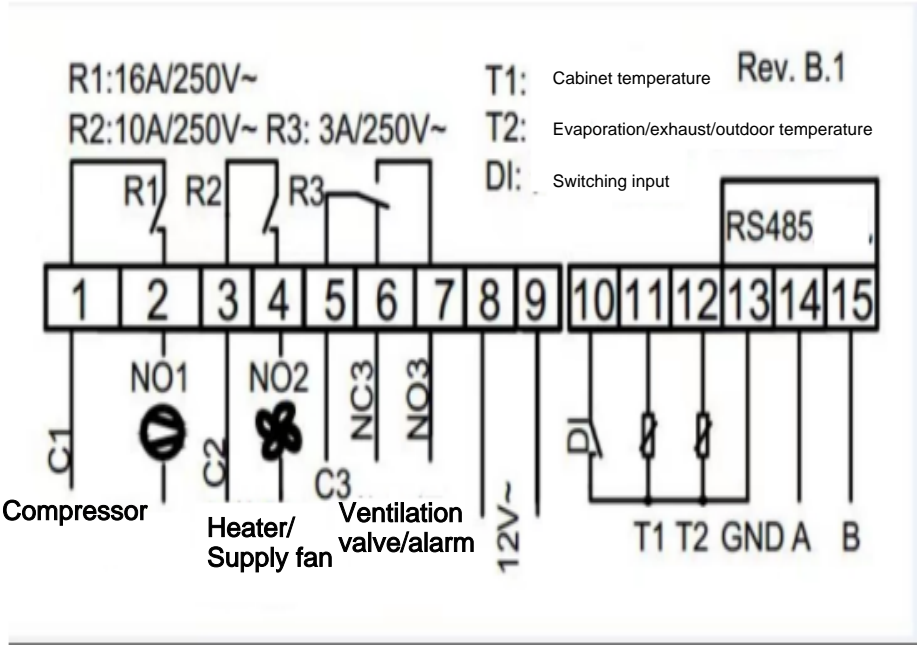 R1:16A/250V~
R2:10A/250V~ R3: 3A/250V~
T1: Cabinet temperature
Rev. B.1
T2: Evaporation/exhaust/outdoor temperature
DI: Switching input
R1 R2 R3
RS485
1 2 3 4 5 6 7 8 9 10 11 12 13 14 15
NO1 NO2
C1
C2
C3
NC3
NO3
DI
Compressor
Heater/
Supply fan
Ventilation
valve/alarm
12V~
T1 T2 GND A B